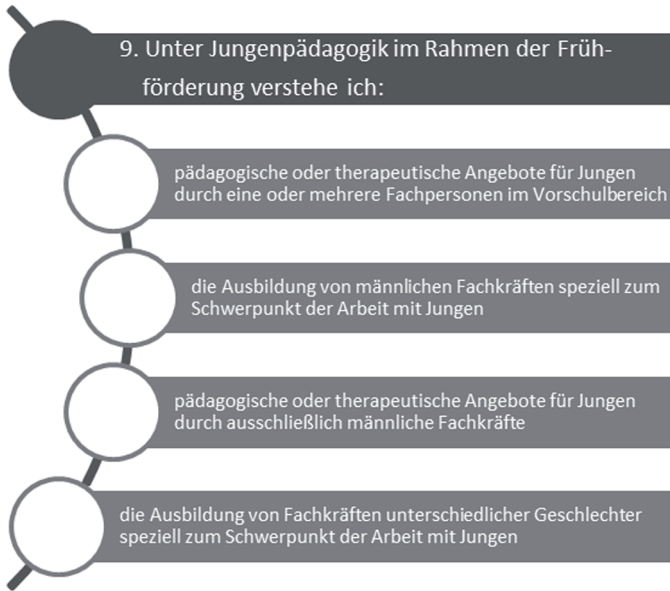 9. Unter Jungenpädagogik im Rahmen der Früh-
förderung verstehe ich:
pädagogische oder therapeutische Angebote für Jungen
durch eine oder mehrere Fachpersonen im Vorschulbereich
die Ausbildung von männlichen Fachkräften speziell zum
Schwerpunkt der Arbeit mit Jungen
pädagogische oder therapeutische Angebote für Jungen
durch ausschließlich männliche Fachkräfte
die Ausbildung von Fachkräften unterschiedlicher Geschlechter
speziell zum Schwerpunkt der Arbeit mit Jungen